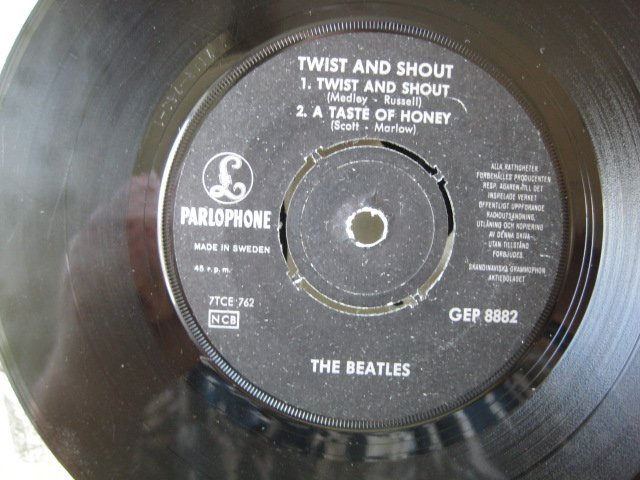 TWIST AND SHOUT
1. TWIST AND SHOUT
(Medley - Russell)
2. A TASTE OF HONEY
(Scott - Marlow)
£
PARLOPHONE
MADE IN SWEDEN
45 r. p. m.
7TCE 762
NCB
ALLA RÄTTIGHETER
FÖRBEHÅLLES PRODUCENTEN
RESP. ÄGAREN TILL DET
INSPELADE VERKET
OFFENTLIGT UPPFÖRANDE
RADIOUTSÄNDNING,
UTLÅNING OCH KOPIERING
AV DENNA SKIVA
UTAN TILLSTÅND
FÖRBJUDES.
SKANDINAVISKA GRAMMOPHON
AKTIEBOLAGET
GEP 8882
THE BEATLES